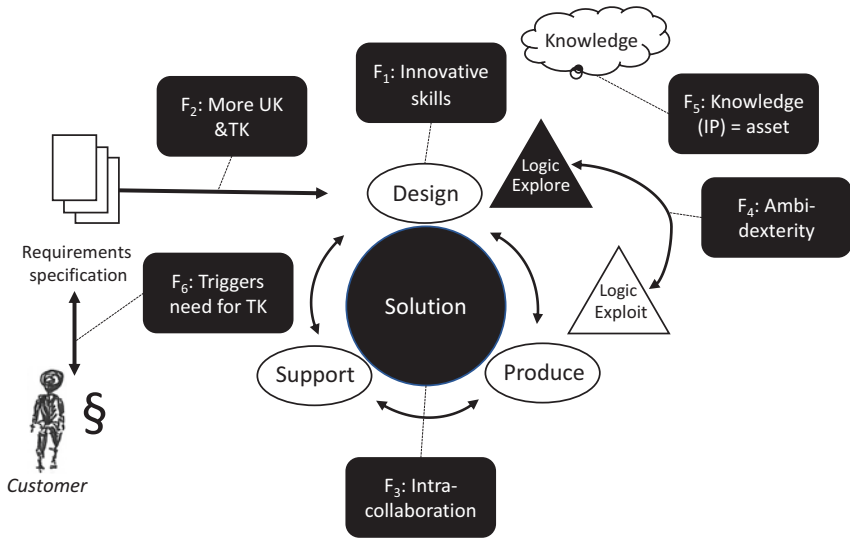 Knowledge
F₁: Innovative
skills
F₂: More UK
&TK
F₅: Knowledge
(IP) = asset
Logic
Explore
Design
F₄: Ambi-
dexterity
Requirements
specification
F₆: Triggers
need for TK
Solution
Logic
Exploit
Support
Produce
§
Customer
F₃: Intra-
collaboration